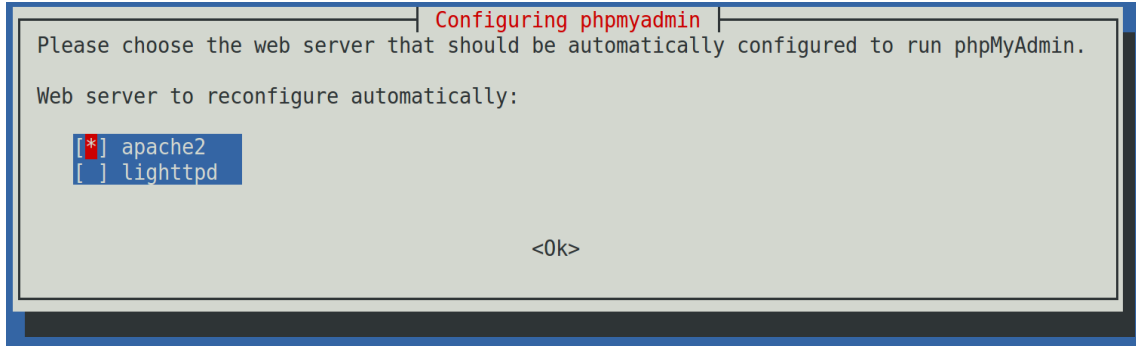 Configuring phpmyadmin
Please choose the web server that should be automatically configured to run phpMyAdmin.
Web server to reconfigure automatically:
[*] apache2
[ ] lighttpd
<Ok>